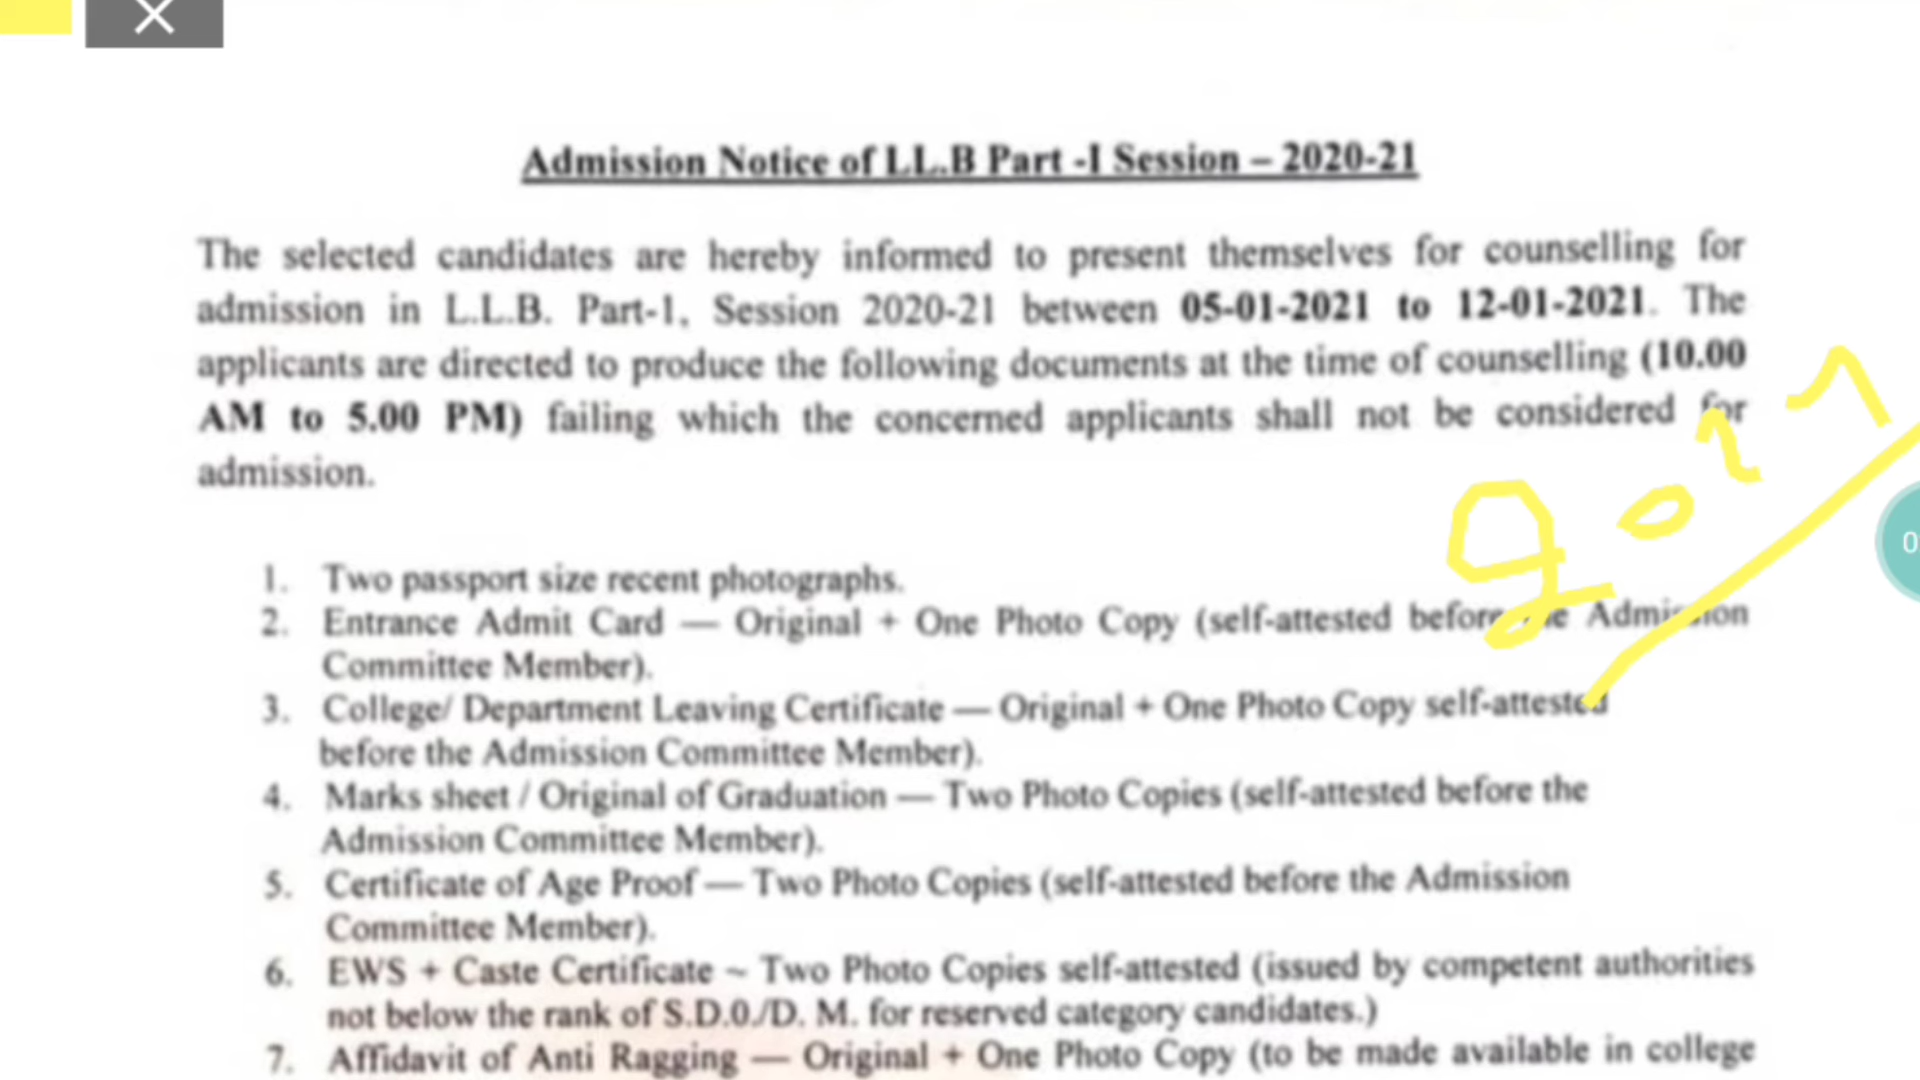 Admission Notice of LL.B Part -I Session – 2020-21
The selected candidates are hereby informed to present themselves for counselling for
admission in L.L.B. Part-1, Session 2020-21 between 05-01-2021 to 12-01-2021. The
applicants are directed to produce the following documents at the time of counselling (10.00
AM to 5.00 PM) failing which the concerned applicants shall not be considered for
admission.
1. Two passport size recent photographs.
2. Entrance Admit Card — Original + One Photo Copy (self-attested before the Admission
Committee Member).
3. College/ Department Leaving Certificate — Original + One Photo Copy self-attested
before the Admission Committee Member).
4. Marks sheet / Original of Graduation — Two Photo Copies (self-attested before the
Admission Committee Member).
5. Certificate of Age Proof — Two Photo Copies (self-attested before the Admission
Committee Member).
6. EWS + Caste Certificate ~ Two Photo Copies self-attested (issued by competent authorities
not below the rank of S.D.0./D. M. for reserved category candidates.)
7. Affidavit of Anti Ragging — Original + One Photo Copy (to be made available in college